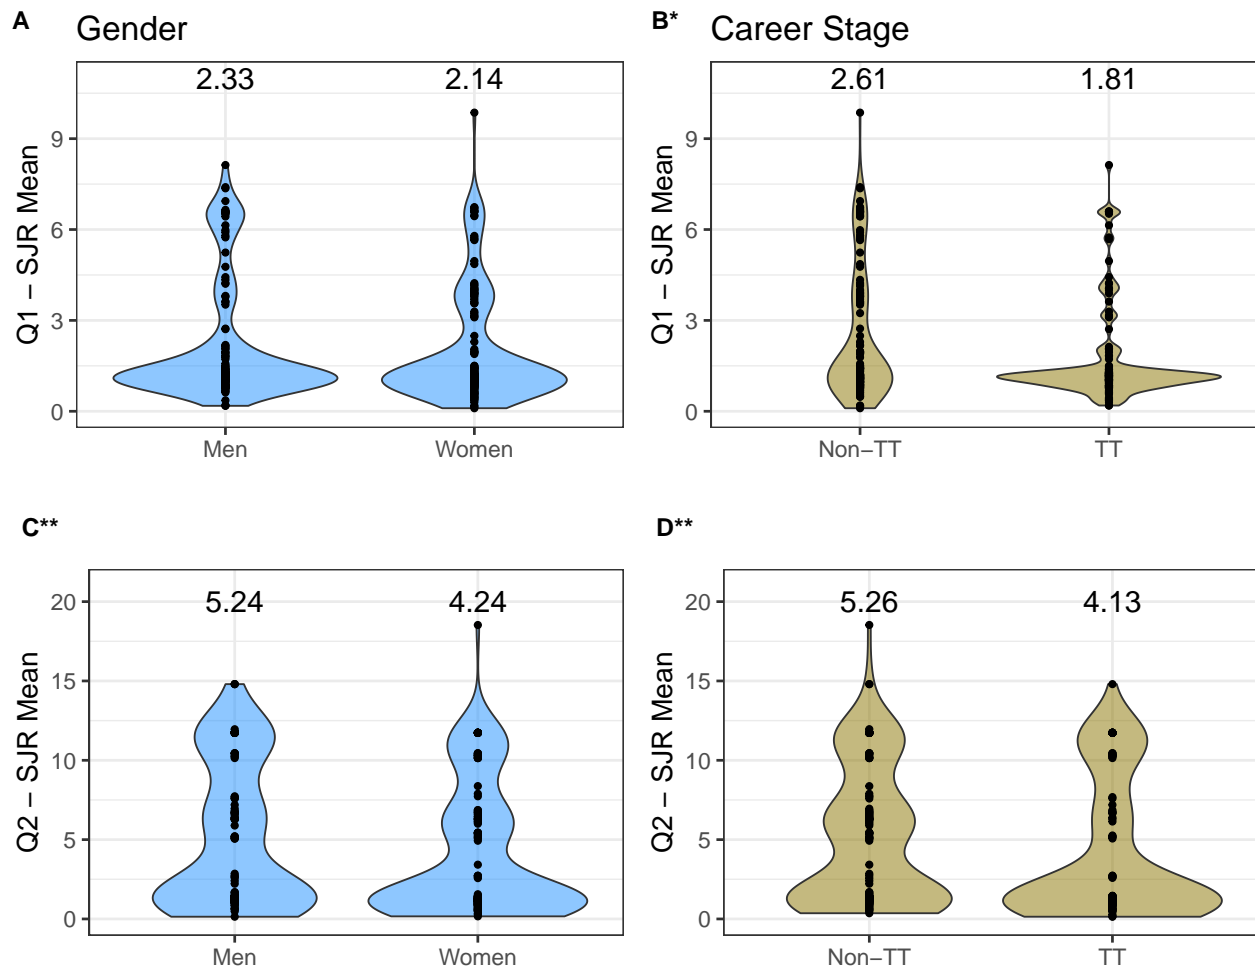 A Gender
2.33 2.14
9
6
3
0
Q1 – SJR Mean
Men Women
B* Career Stage
2.61 1.81
9
6
3
0
Q1 – SJR Mean
Non–TT TT
C**
5.24 4.24
20
15
10
5
0
Q2 – SJR Mean
Men Women
D**
5.26 4.13
20
15
10
5
0
Q2 – SJR Mean
Non–TT TT